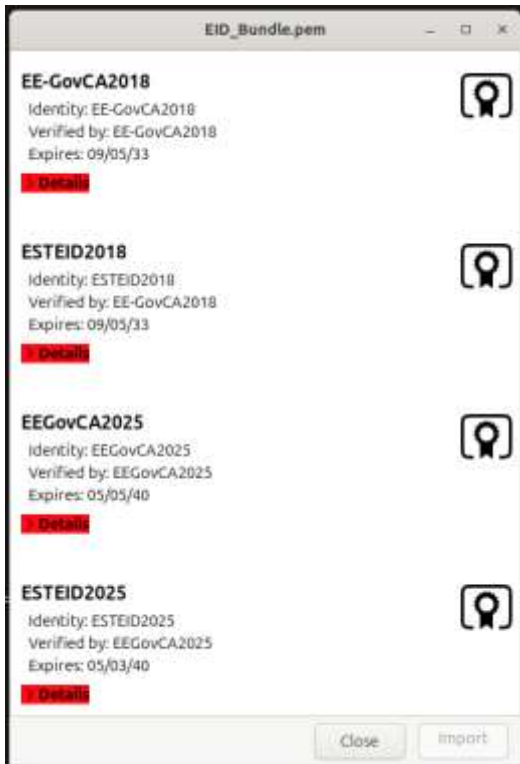 EID_Bundle.pem
EE-GovCA2018
Identity: EE-GovCA2018
Verified by: EE-GovCA2018
Expires: 09/05/33
> Details
ESTEID2018
Identity: ESTEID2018
Verified by: EE-GovCA2018
Expires: 09/05/33
> Details
EEGovCA2025
Identity: EEGovCA2025
Verified by: EEGovCA2025
Expires: 05/05/40
> Details
ESTEID2025
Identity: ESTEID2025
Verified by: EEGovCA2025
Expires: 05/03/40
> Details
Close Import